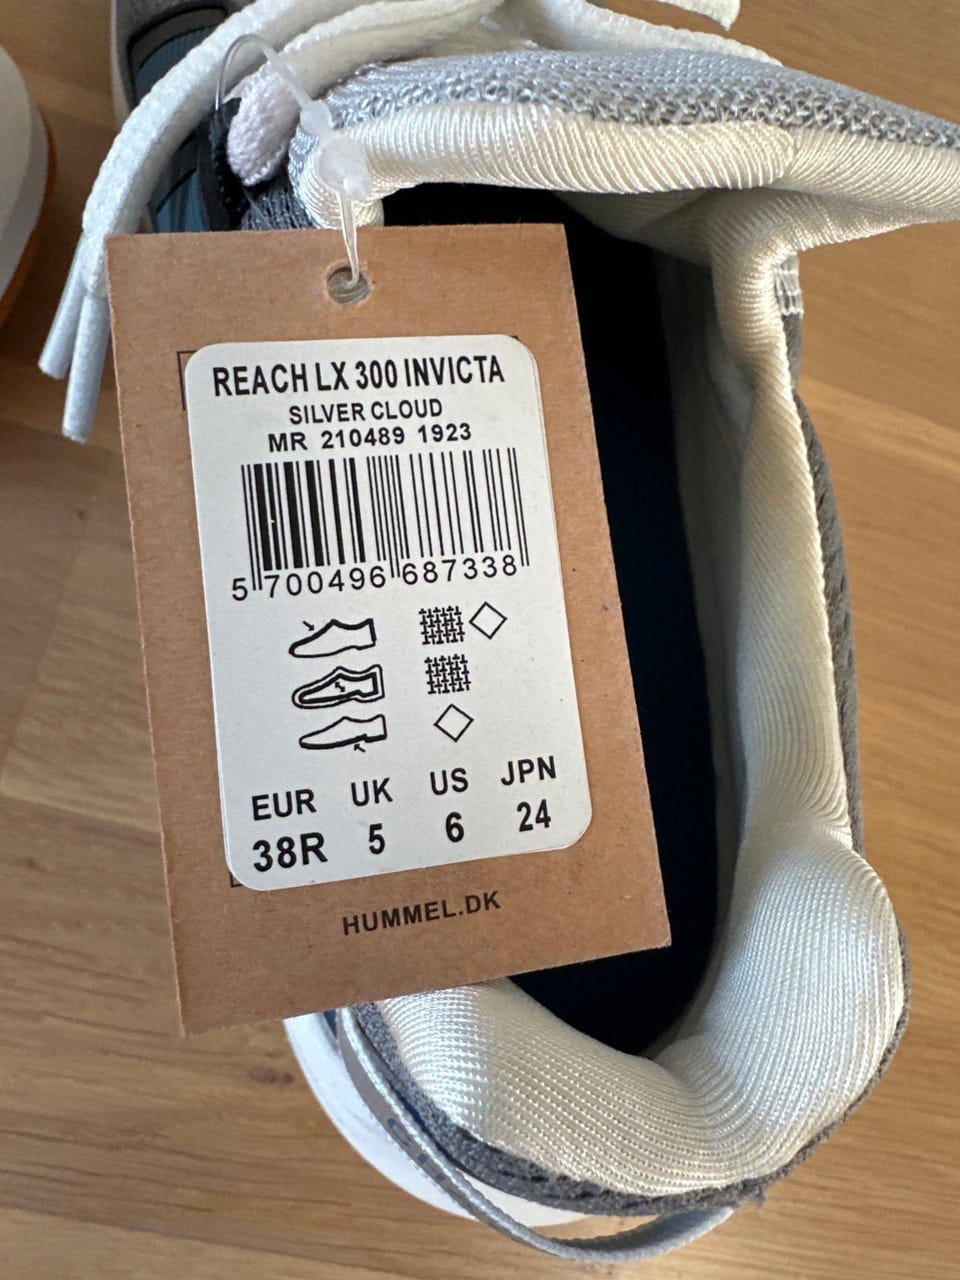 REACH LX 300 INVICTA
SILVER CLOUD
MR 210489 1923
5 700496 687338
EUR UK US JPN
38R 5 6 24
HUMMEL.DK